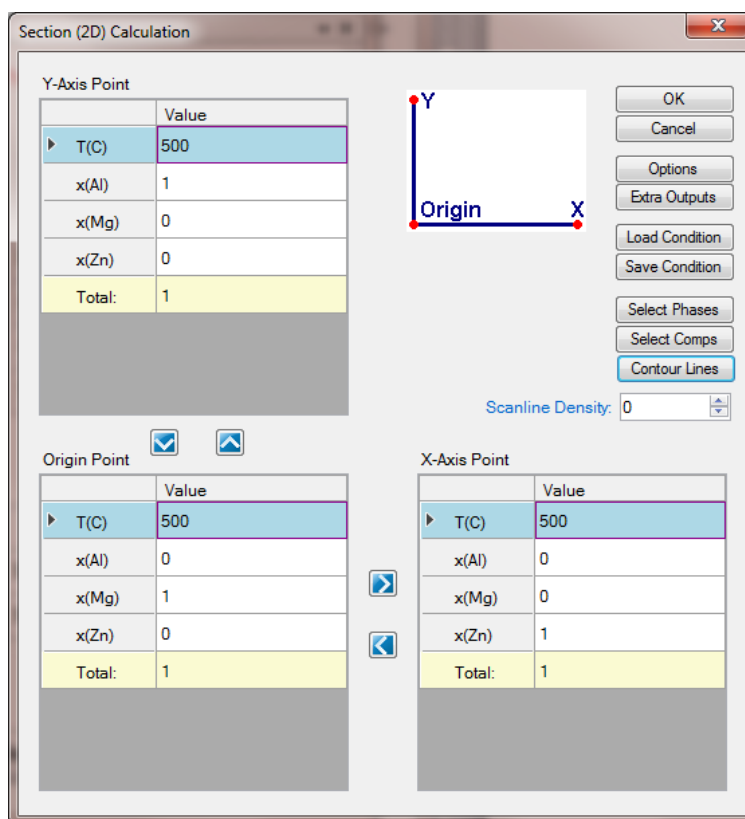 Section (2D) Calculation
x
Y-Axis Point
Value
T(C) 500
x(Al) 1
x(Mg) 0
x(Zn) 0
Total: 1
Y
Origin X
OK
Cancel
Options
Extra Outputs
Load Condition
Save Condition
Select Phases
Select Comps
Contour Lines
Scanline Density: 0
Origin Point
Value
T(C) 500
x(Al) 0
x(Mg) 1
x(Zn) 0
Total: 1
X-Axis Point
Value
T(C) 500
x(Al) 0
x(Mg) 0
x(Zn) 1
Total: 1